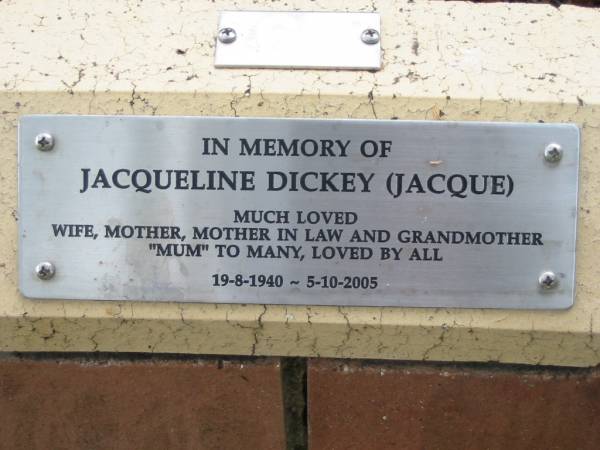 IN MEMORY OF
JACQUELINE DICKEY (JACQUE)
MUCH LOVED
WIFE, MOTHER, MOTHER IN LAW AND GRANDMOTHER
"MUM" TO MANY, LOVED BY ALL
19-8-1940 ~ 5-10-2005